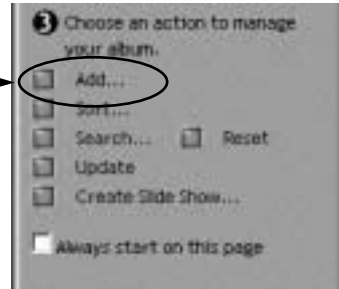 3 Choose an action to manage
your album.
Add...
Sort...
Search... Reset
Update
Create Slide Show...
Always start on this page